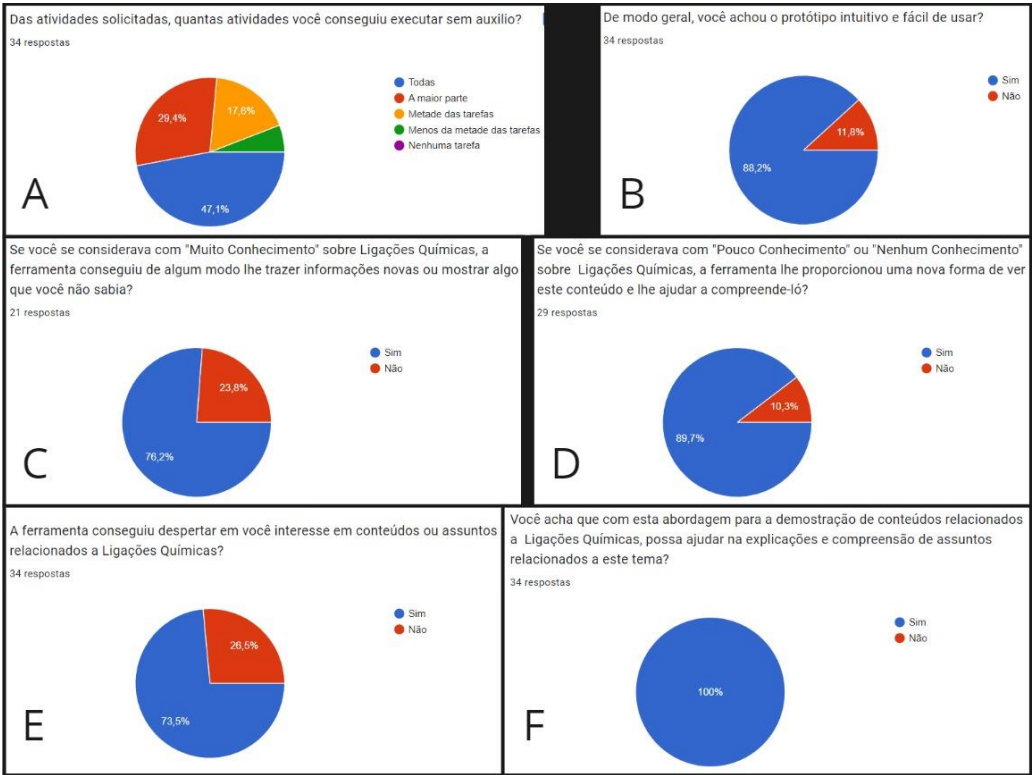 Das atividades solicitadas, quantas atividades você conseguiu executar sem auxilio?
34 respostas
Todas
A maior parte
Metade das tarefas
Menos da metade das tarefas
Nenhuma tarefa
29,4%
17,6%
47,1%
A
De modo geral, você achou o protótipo intuitivo e fácil de usar?
34 respostas
Sim
Não
11,8%
88,2%
B
Se você se considerava com "Muito Conhecimento" sobre Ligações Químicas, a
ferramenta conseguiu de algum modo lhe trazer informações novas ou mostrar algo
que você não sabia?
21 respostas
Sim
Não
23,8%
76,2%
C
Se você se considerava com "Pouco Conhecimento" ou "Nenhum Conhecimento"
sobre Ligações Químicas, a ferramenta lhe proporcionou uma nova forma de ver
este conteúdo e lhe ajudar a compreende-ló?
29 respostas
Sim
Não
10,3%
89,7%
D
A ferramenta conseguiu despertar em você interesse em conteúdos ou assuntos
relacionados a Ligações Químicas?
34 respostas
Sim
Não
26,5%
73,5%
E
Você acha que com esta abordagem para a demostração de conteúdos relacionados
a Ligações Químicas, possa ajudar na explicações e compreensão de assuntos
relacionados a este tema?
34 respostas
Sim
Não
100%
F